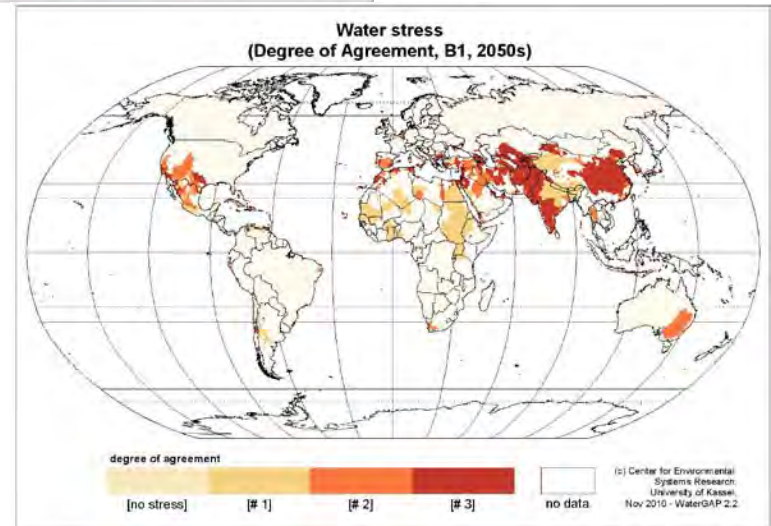 Water stress
(Degree of Agreement, B1, 2050s)
degree of agreement
[no stress]
[# 1]
[# 2]
[# 3]
no data
(c) Center for Environmental
Systems Research.
University of Kassel.
Nov 2010 - WaterGAP 2.2